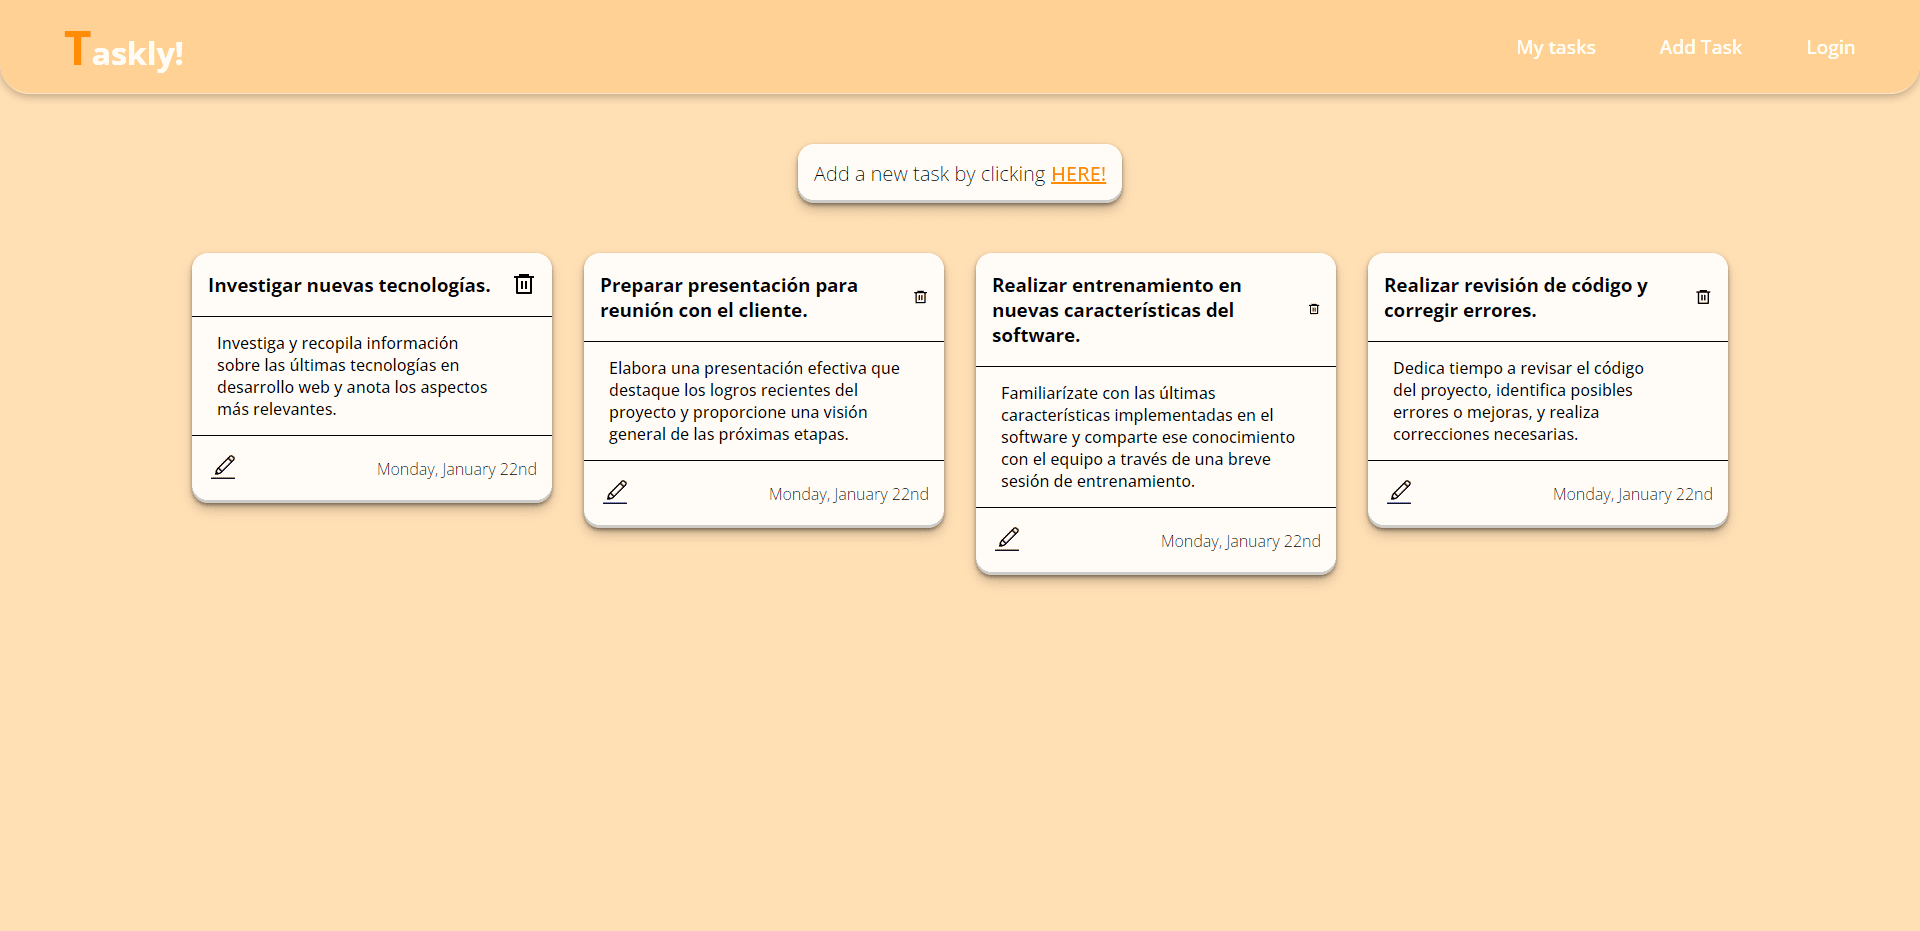 Taskly!
My tasks
Add Task
Login
Add a new task by clicking HERE!
Investigar nuevas tecnologías.
Investiga y recopila información
sobre las últimas tecnologías en
desarrollo web y anota los aspectos
más relevantes.
Monday, January 22nd
Preparar presentación para
reunión con el cliente.
Elabora una presentación efectiva que
destaque los logros recientes del
proyecto y proporcione una visión
general de las próximas etapas.
Monday, January 22nd
Realizar entrenamiento en
nuevas características del
software.
Familiarízate con las últimas
características implementadas en el
software y comparte ese conocimiento
con el equipo a través de una breve
sesión de entrenamiento.
Monday, January 22nd
Realizar revisión de código y
corregir errores.
Dedica tiempo a revisar el código
del proyecto, identifica posibles
errores o mejoras, y realiza
correcciones necesarias.
Monday, January 22nd